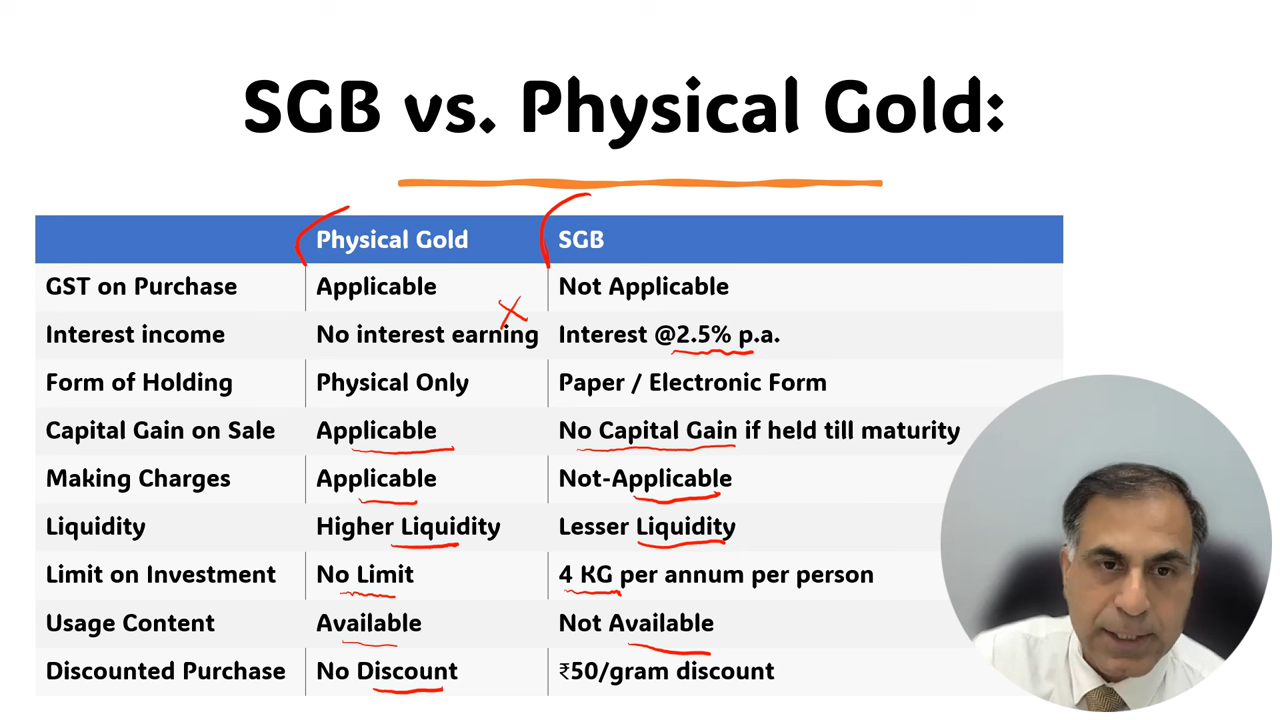 SGB vs. Physical Gold:
Physical Gold SGB
GST on Purchase Applicable Not Applicable
Interest income No interest earning Interest @2.5% p.a.
Form of Holding Physical Only Paper / Electronic Form
Capital Gain on Sale Applicable No Capital Gain if held till maturity
Making Charges Applicable Not-Applicable
Liquidity Higher Liquidity Lesser Liquidity
Limit on Investment No Limit 4 KG per annum per person
Usage Content Available Not Available
Discounted Purchase No Discount ₹50/gram discount